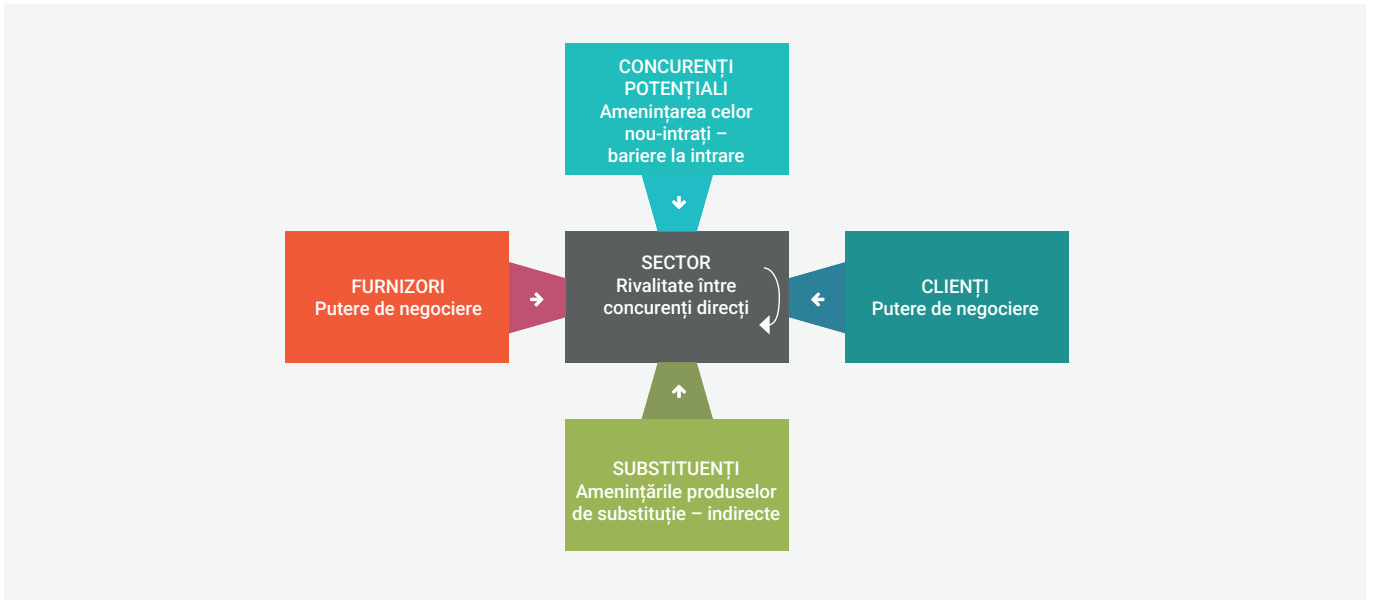 CONCURENȚI
POTENȚIALI
Amenințarea celor
nou-intrați –
bariere la intrare
FURNIZORI
Putere de negociere
SECTOR
Rivalitate între
concurenți direcți
CLIENȚI
Putere de negociere
SUBSTITUENȚI
Amenințările produselor
de substituție – indirecte